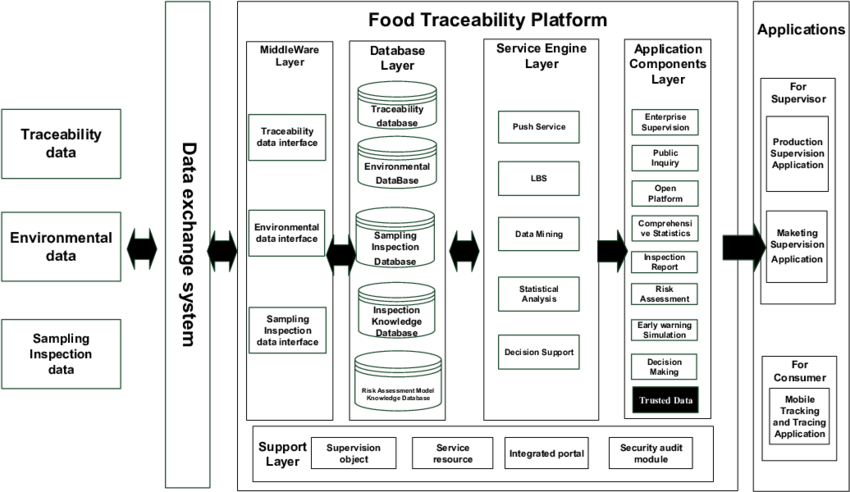 Traceability
data
Environmental
data
Sampling
Inspection
data
Data exchange system
Food Traceability Platform
MiddleWare
Layer
Traceability
data interface
Environmental
data interface
Sampling
Inspection
data interface
Database
Layer
Traceability
database
Environmental
DataBase
Sampling
Inspection
Database
Inspection
Knowledge
Database
Risk Assessment Model
Knowledge Database
Service Engine
Layer
Push Service
LBS
Data Mining
Statistical
Analysis
Decision Support
Application
Components
Layer
Enterprise
Supervision
Public
Inquiry
Open
Platform
Comprehensi
ve Statistics
Inspection
Report
Risk
Assessment
Early warning
Simulation
Decision
Making
Trusted Data
Support
Layer
Supervision
object
Service
resource
Integrated portal
Security audit
module
Applications
For
Supervisor
Production
Supervision
Application
Maketing
Supervision
Application
For
Consumer
Mobile
Tracking
and Tracing
Application